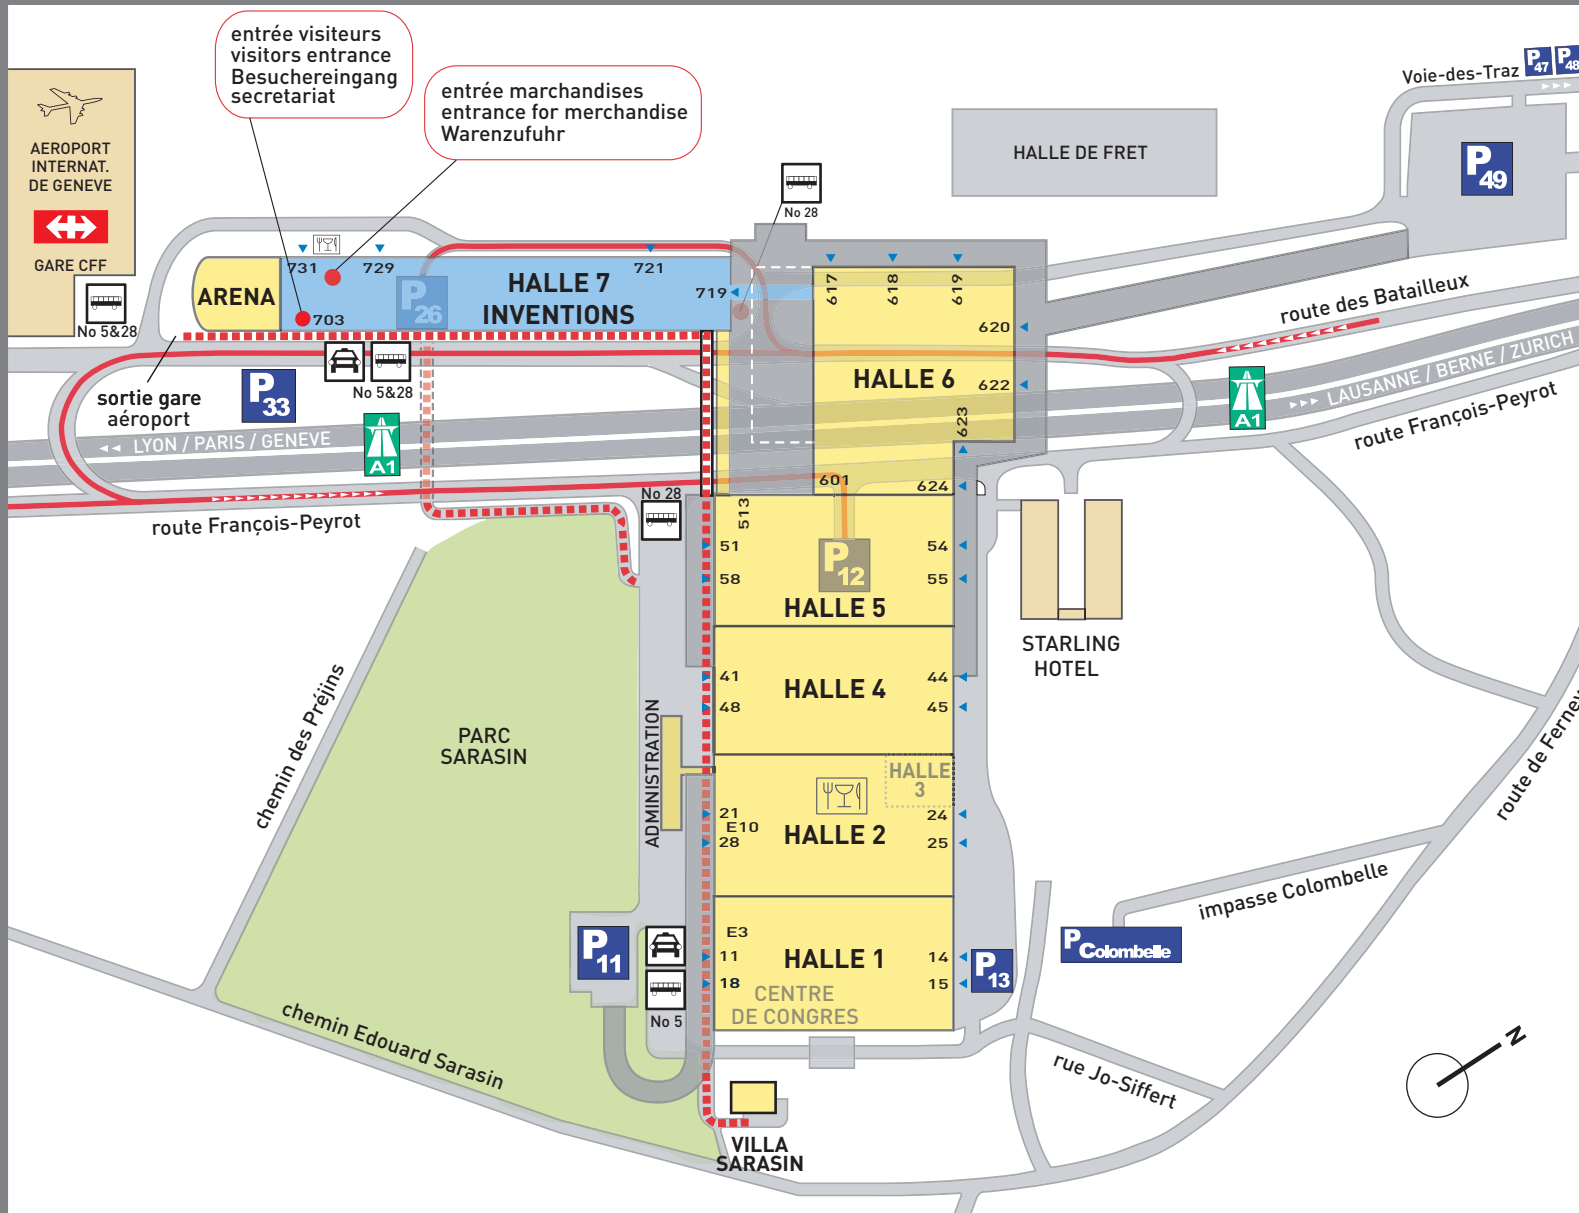 entrée visiteurs
visitors entrance
Besuchereingang
secretariat
entrée marchandises
entrance for merchandise
Warenzufuhr
AEROPORT
INTERNAT.
DE GENEVE
GARE CFF
No 5&28
HALLE DE FRET
Voie-des-Traz
P47
P48
P49
No 28
731
729
721
719
703
ARENA
P26
HALLE 7
INVENTIONS
617
618
619
620
622
623
624
601
HALLE 6
route des Batailleux
LAUSANNE / BERNE / ZURICH
A1
route François-Peyrot
sortie gare
aéroport
P33
No 5&28
LYON / PARIS / GENEVE
A1
route François-Peyrot
No 28
513
51
58
54
55
P12
HALLE 5
STARLING
HOTEL
41
48
44
45
HALLE 4
chemin des Préjins
PARC
SARASIN
ADMINISTRATION
HALLE
3
21
E10
28
24
25
HALLE 2
route de Ferney
impasse Colombelle
P Colombelle
E3
11
18
14
15
HALLE 1
CENTRE
DE CONGRES
P11
P13
No 5
chemin Edouard Sarasin
rue Jo-Siffert
VILLA
SARASIN
N